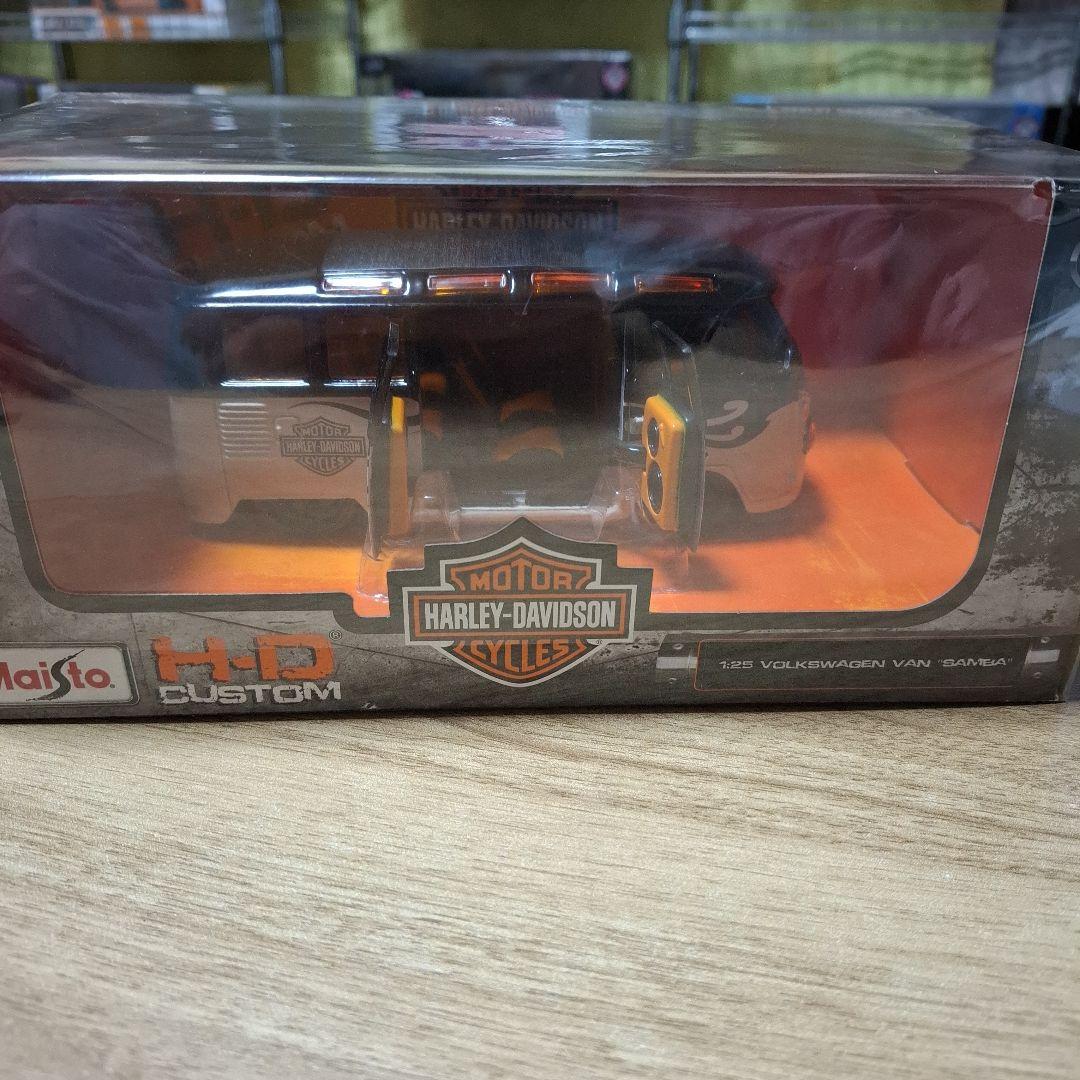 HARLEY-DAVIDSON
MOTOR
HARLEY-DAVIDSON
CYCLES
MOTOR
HARLEY-DAVIDSON
CYCLES
Maisto.
H-D®
CUSTOM
1:25 VOLKSWAGEN VAN "SAMBA"